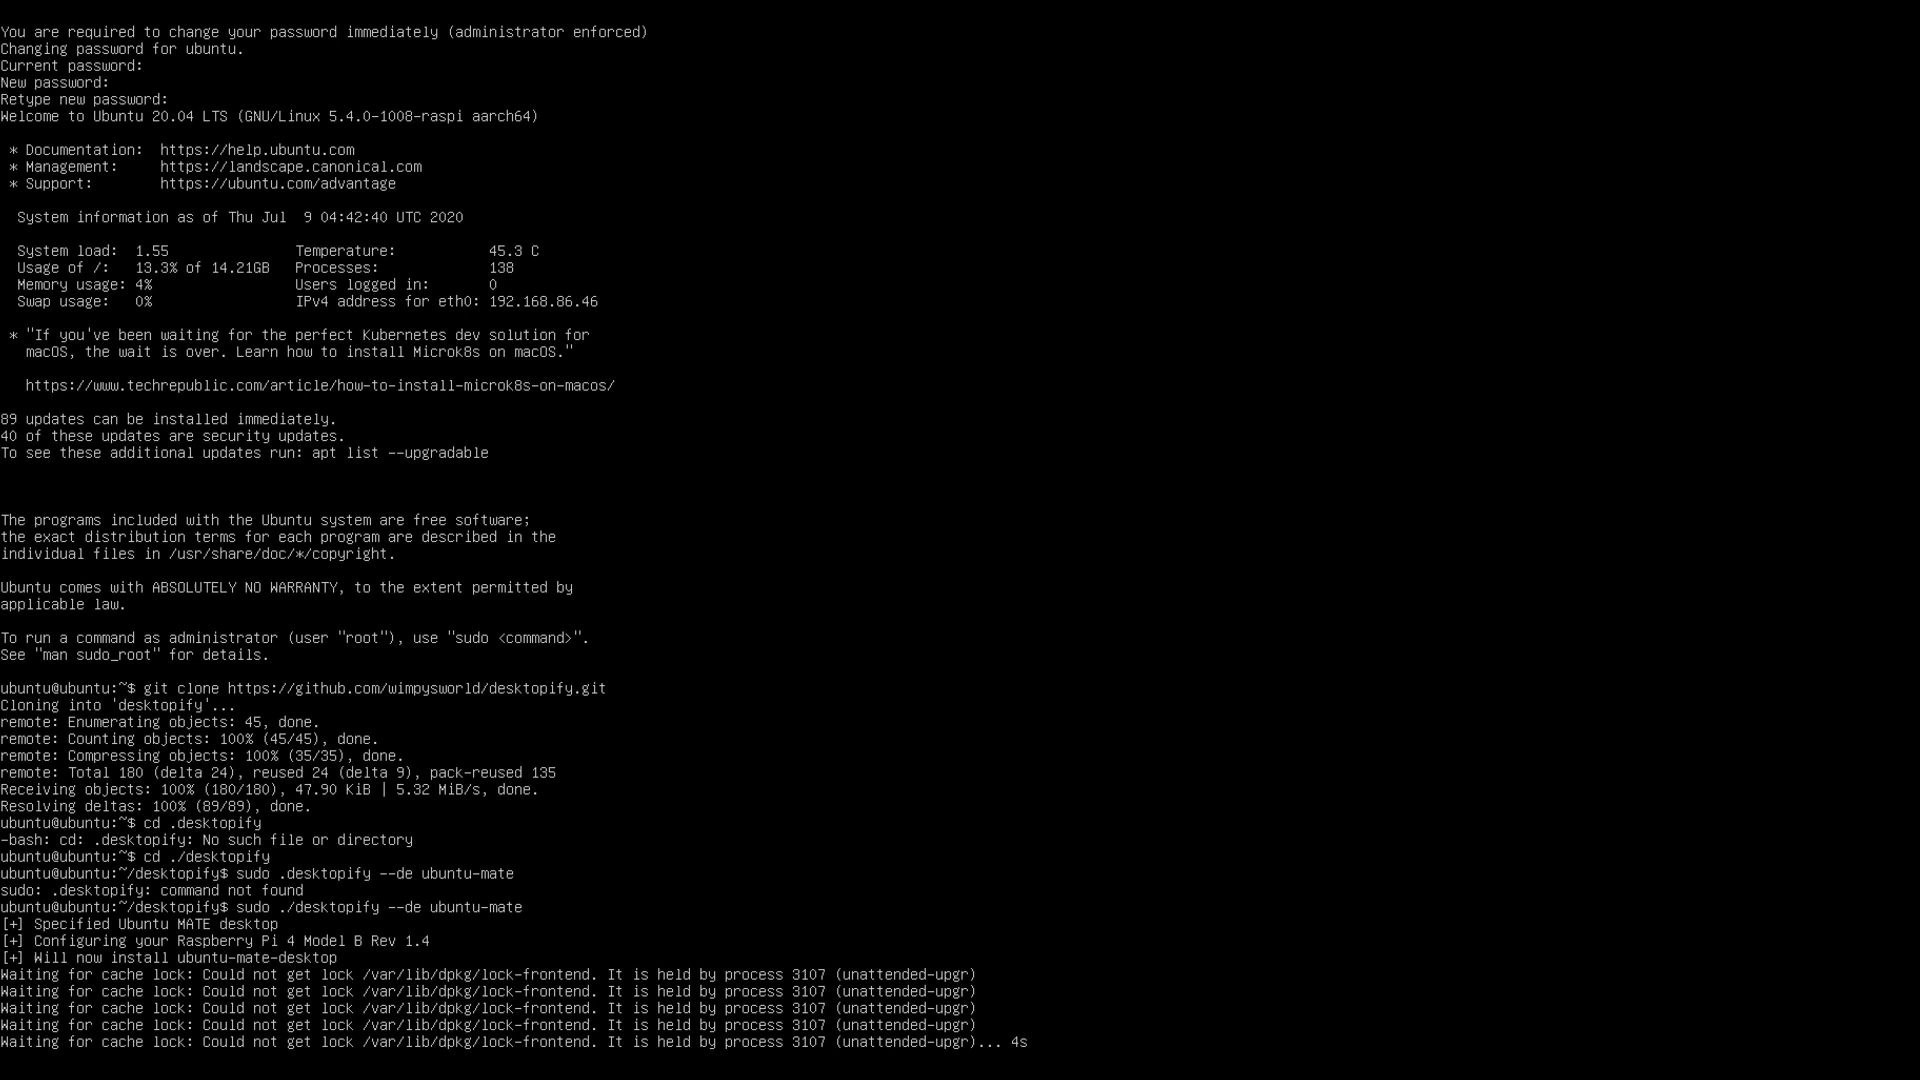 You are required to change your password immediately (administrator enforced)
Changing password for ubuntu.
Current password:
New password:
Retype new password:
Welcome to Ubuntu 20.04 LTS (GNU/Linux 5.4.0-1008-raspi aarch64)
* Documentation:  https://help.ubuntu.com
* Management:     https://landscape.canonical.com
* Support:        https://ubuntu.com/advantage
System information as of Thu Jul  9 04:42:40 UTC 2020
System load:  1.55               Temperature:           45.3 C
Usage of /:   13.3% of 14.21GB   Processes:             138
Memory usage: 4%                 Users logged in:       0
Swap usage:   0%                 IPv4 address for eth0: 192.168.86.46
* "If you've been waiting for the perfect Kubernetes dev solution for
macOS, the wait is over. Learn how to install Microk8s on macOS."
https://www.techrepublic.com/article/how-to-install-microk8s-on-macos/
89 updates can be installed immediately.
40 of these updates are security updates.
To see these additional updates run: apt list --upgradable
The programs included with the Ubuntu system are free software;
the exact distribution terms for each program are described in the
individual files in /usr/share/doc/*/copyright.
Ubuntu comes with ABSOLUTELY NO WARRANTY, to the extent permitted by
applicable law.
To run a command as administrator (user "root"), use "sudo <command>".
See "man sudo_root" for details.
ubuntu@ubuntu:~$ git clone https://github.com/wimpysworld/desktopify.git
Cloning into 'desktopify'...
remote: Enumerating objects: 45, done.
remote: Counting objects: 100% (45/45), done.
remote: Compressing objects: 100% (35/35), done.
remote: Total 180 (delta 24), reused 24 (delta 9), pack-reused 135
Receiving objects: 100% (180/180), 47.90 KiB | 5.32 MiB/s, done.
Resolving deltas: 100% (89/89), done.
ubuntu@ubuntu:~$ cd .desktopify
-bash: cd: .desktopify: No such file or directory
ubuntu@ubuntu:~$ cd ./desktopify
ubuntu@ubuntu:~/desktopify$ sudo .desktopify --de ubuntu-mate
sudo: .desktopify: command not found
ubuntu@ubuntu:~/desktopify$ sudo ./desktopify --de ubuntu-mate
[+] Specified Ubuntu MATE desktop
[+] Configuring your Raspberry Pi 4 Model B Rev 1.4
[+] Will now install ubuntu-mate-desktop
Waiting for cache lock: Could not get lock /var/lib/dpkg/lock-frontend. It is held by process 3107 (unattended-upgr)
Waiting for cache lock: Could not get lock /var/lib/dpkg/lock-frontend. It is held by process 3107 (unattended-upgr)
Waiting for cache lock: Could not get lock /var/lib/dpkg/lock-frontend. It is held by process 3107 (unattended-upgr)
Waiting for cache lock: Could not get lock /var/lib/dpkg/lock-frontend. It is held by process 3107 (unattended-upgr)
Waiting for cache lock: Could not get lock /var/lib/dpkg/lock-frontend. It is held by process 3107 (unattended-upgr)... 4s